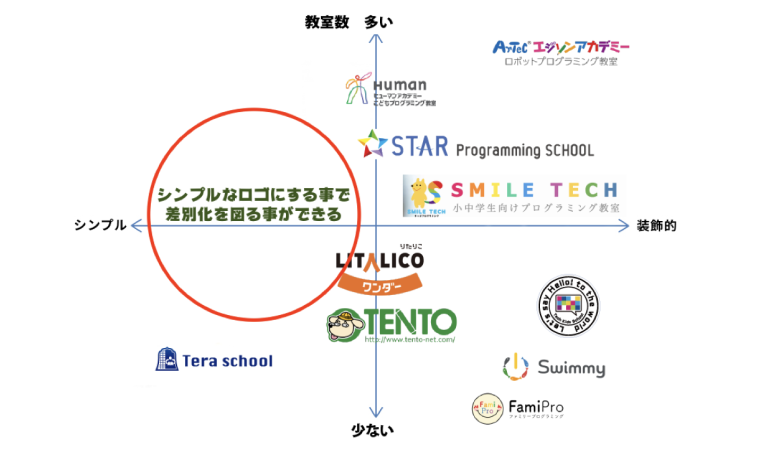 教室数 多い
ArTeC エジソンアカデミー
ロボットプログラミング教室
Human
ヒューマンアカデミー
こどもプログラミング教室
STAR Programming SCHOOL
シンプルなロゴにする事で
差別化を図る事ができる
SMILE TECH
SMILE TECH
小中学生向けプログラミング教室
シンプル
装飾的
りたりこ
LITALICO
ワンダー
Let's say Hello! to the world
TENTO
http://www.tento-net.com/
Tera school
Swimmy
Fami
Pro
FamiPro
ファミリープログラミング
少ない